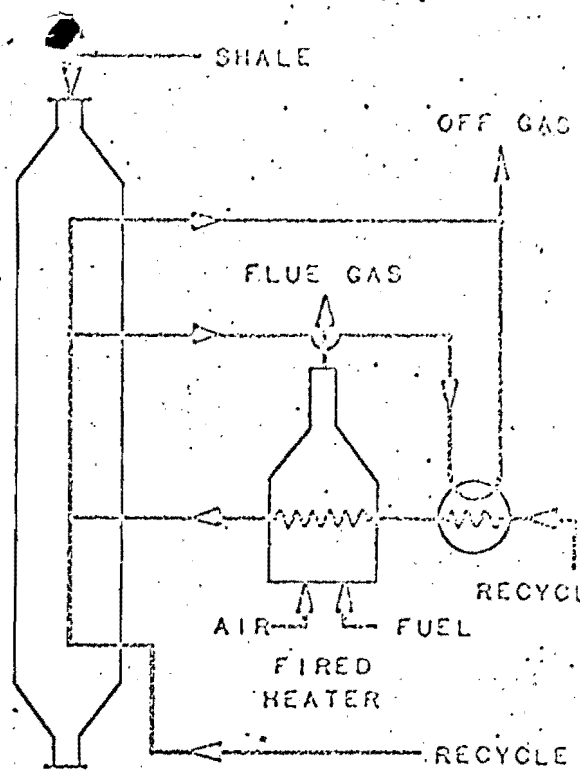 SHALE
OFF GAS
FLUE GAS
RECYCLE
AIR
FUEL
FIRED
HEATER
RECYCLE